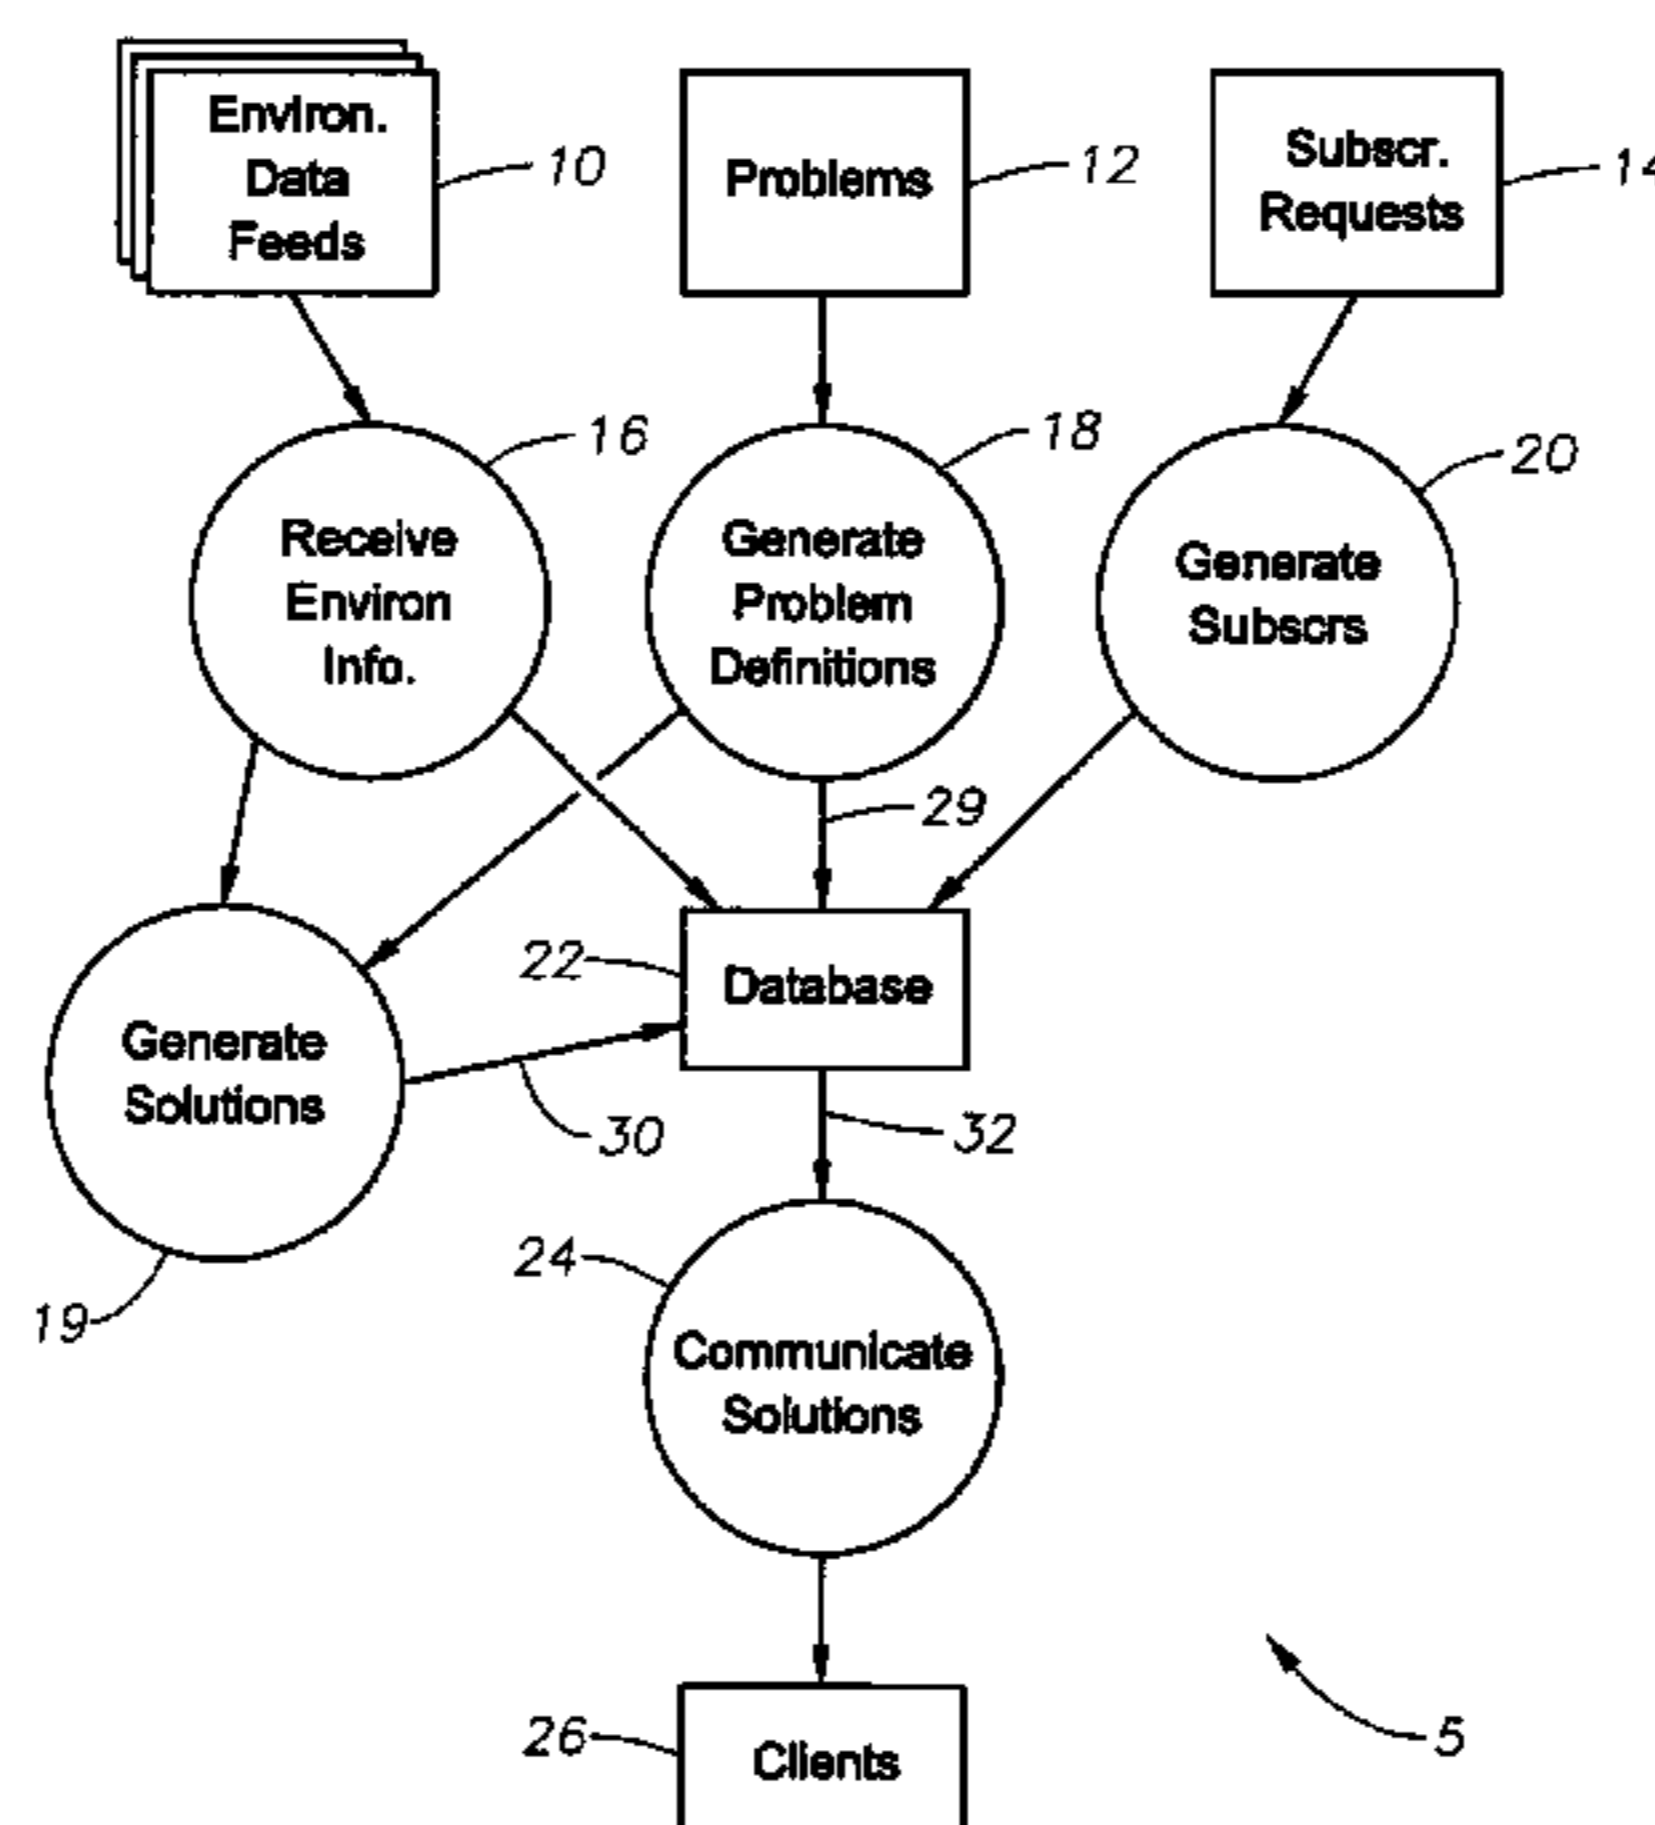 Environ.
Data
Feeds
10
Problems
12
Subscr.
Requests
14
Receive
Environ
Info.
16
Generate
Problem
Definitions
18
Generate
Subscrs
20
29
Generate
Solutions
19
30
22
Database
32
24
Communicate
Solutions
26
Clients
5